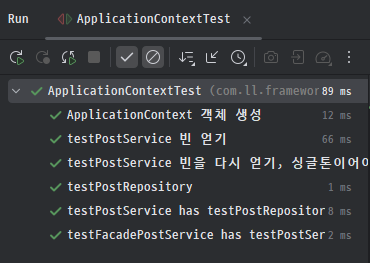 Run ApplicationContextTest
ApplicationContextTest (com.ll.framewor 89 ms
ApplicationContext 객체 생성 12 ms
testPostService 빈 얻기 66 ms
testPostService 빈을 다시 얻기, 싱글톤이어야
testPostRepository 1 ms
testPostService has testPostRepositor 8 ms
testFacadePostService has testPostSer 2 ms